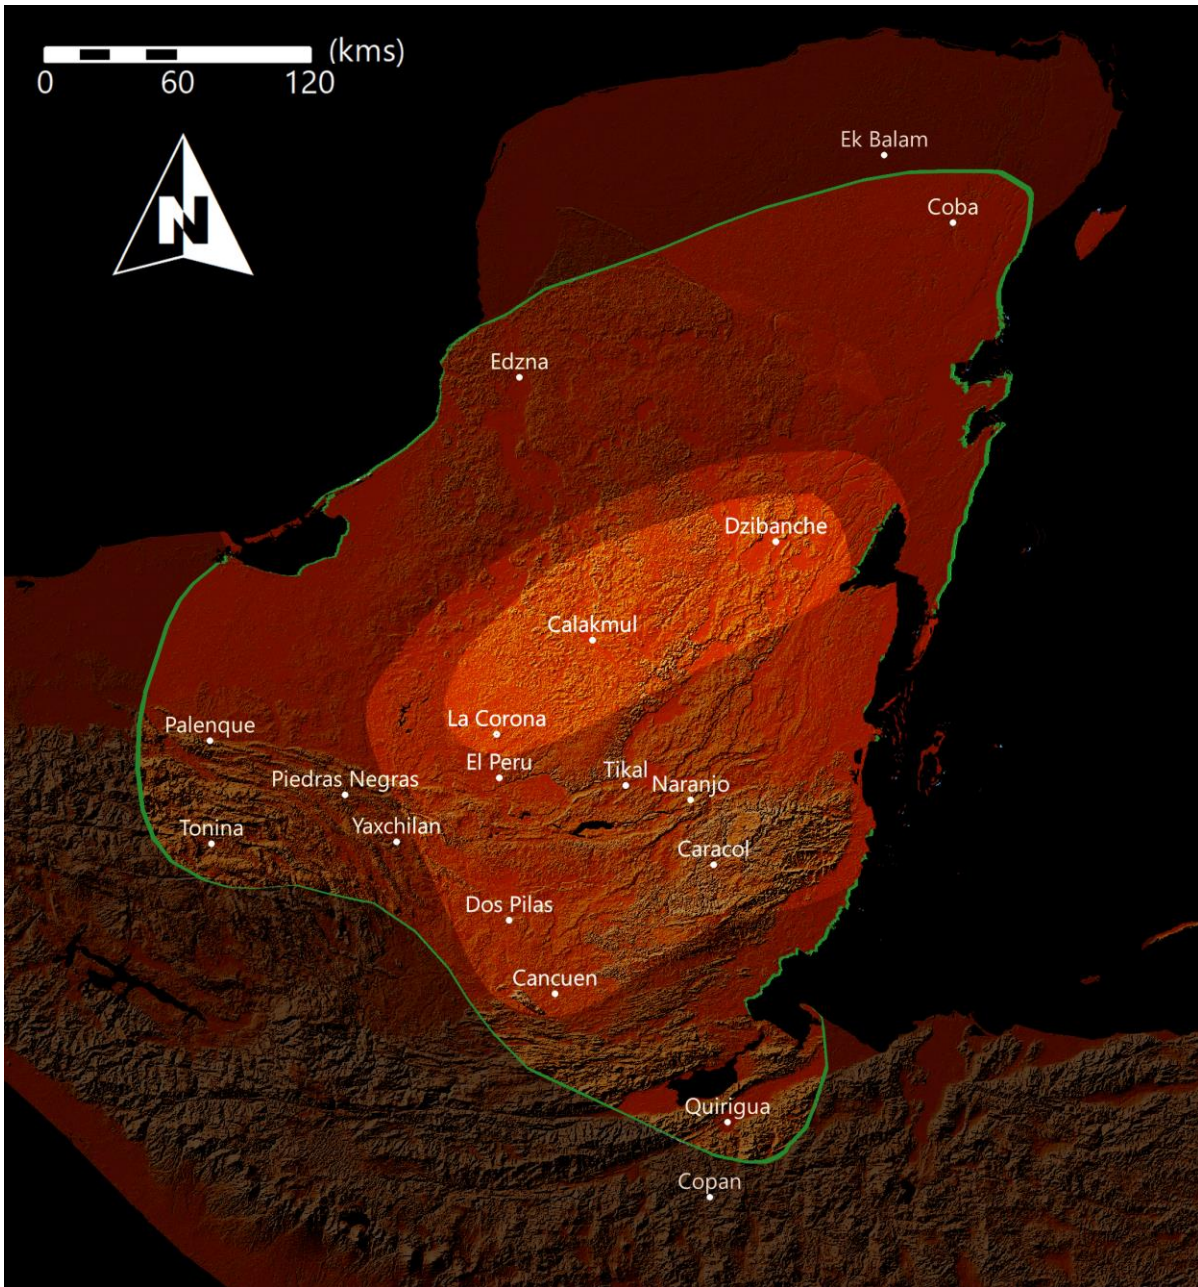 (kms)
0 60 120
N
Ek Balam
Coba
Edzna
Dzibanche
Calakmul
La Corona
Palenque
El Peru
Tikal
Piedras Negras
Naranjo
Tonina
Yaxchilan
Caracol
Dos Pilas
Cancuen
Quirigua
Copan